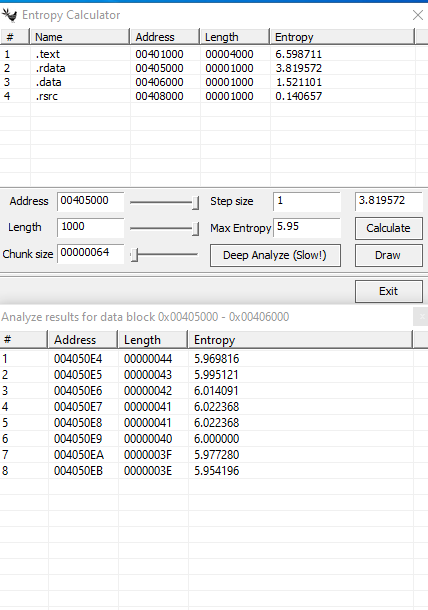 Entropy Calculator
# Name Address Length Entropy
1 .text 00401000 00004000 6.598711
2 .rdata 00405000 00001000 3.819572
3 .data 00406000 00001000 1.521101
4 .rsrc 00408000 00001000 0.140657
Address 00405000 Step size 1 3.819572
Length 1000 Max Entropy 5.95 Calculate
Chunk size 00000064 Deep Analyze (Slow!) Draw
Exit
Analyze results for data block 0x00405000 - 0x00406000
# Address Length Entropy
1 004050E4 00000044 5.969816
2 004050E5 00000043 5.995121
3 004050E6 00000042 6.014091
4 004050E7 00000041 6.022368
5 004050E8 00000041 6.022368
6 004050E9 00000040 6.000000
7 004050EA 0000003F 5.977280
8 004050EB 0000003E 5.954196